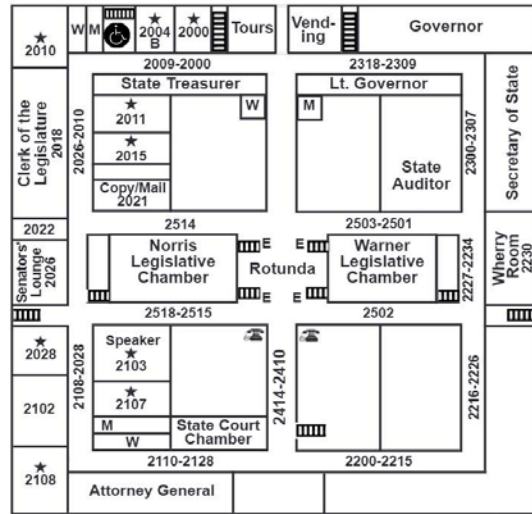 W M
2004
B
2000
Tours
Vend-
ing
Governor
2010
2009-2000
2318-2309
Clerk of the
Legislature
2018
2026-2010
State Treasurer
W
2011
2015
Copy/Mail
2021
Lt. Governor
M
State
Auditor
2300-2307
Secretary of State
2022
2514
2503-2501
Senators'
Lounge
2026
Norris
Legislative
Chamber
E
E
Rotunda
E
E
Warner
Legislative
Chamber
2227-2234
Wherry
Room
2230
2518-2515
2502
2028
2102
2108
2108-2028
Speaker
2103
2107
M
W
State Court
Chamber
2414-2410
2216-2226
2110-2128
2200-2215
Attorney General